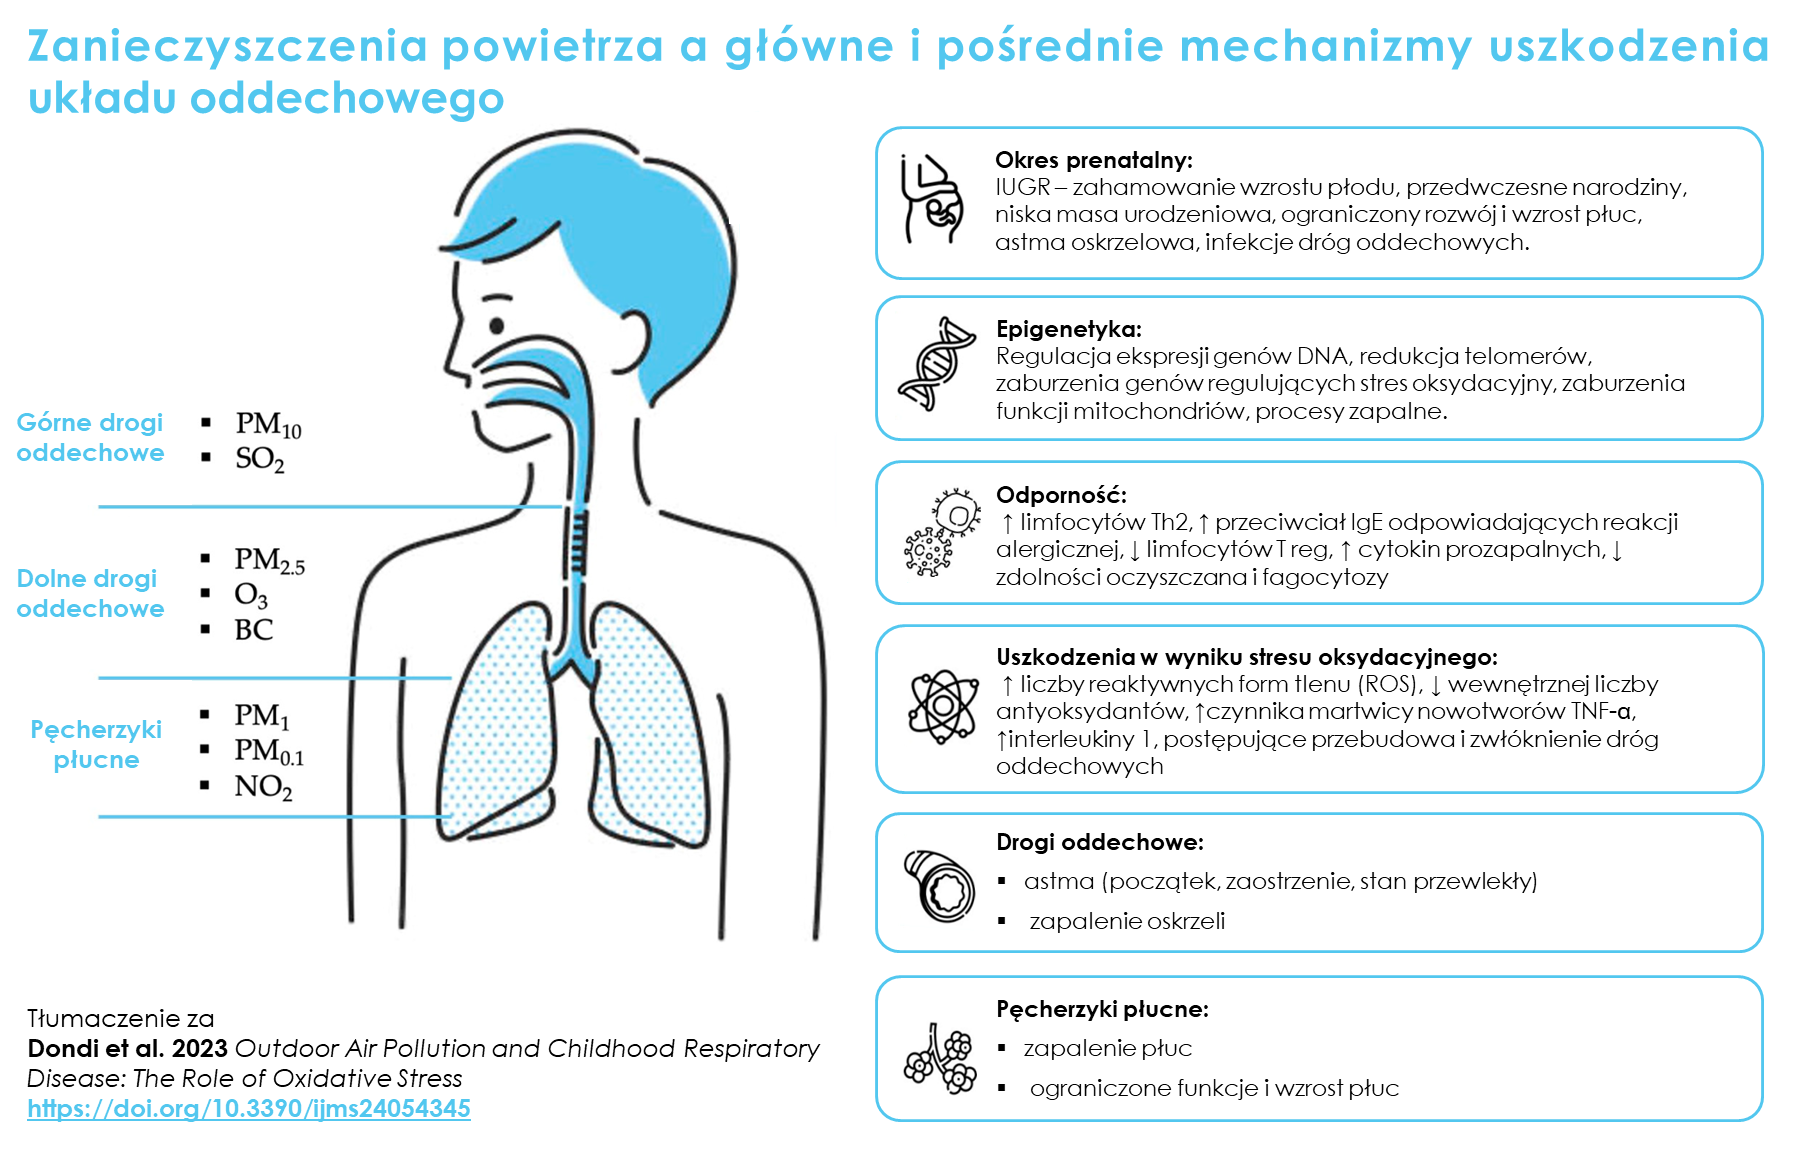 Zanieczyszczenia powietrza a główne i pośrednie mechanizmy uszkodzenia
układu oddechowego
Górne drogi
oddechowe
▪ PM10
▪ SO2
Dolne drogi
oddechowe
▪ PM2.5
▪ O3
▪ BC
Pęcherzyki
płucne
▪ PM1
▪ PM0.1
▪ NO2
Okres prenatalny:
IUGR – zahamowanie wzrostu płodu, przedwczesne narodziny,
niska masa urodzeniowa, ograniczony rozwój i wzrost płuc,
astma oskrzelowa, infekcje dróg oddechowych.
Epigenetyka:
Regulacja ekspresji genów DNA, redukcja telomerów,
zaburzenia genów regulujących stres oksydacyjny, zaburzenia
funkcji mitochondriów, procesy zapalne.
Odporność:
↑ limfocytów Th2, ↑ przeciwciał IgE odpowiadających reakcji
alergicznej, ↓ limfocytów T reg, ↑ cytokin prozapalnych, ↓
zdolności oczyszczana i fagocytozy
Uszkodzenia w wyniku stresu oksydacyjnego:
↑ liczby reaktywnych form tlenu (ROS), ↓ wewnętrznej liczby
antyoksydantów, ↑czynnika martwicy nowotworów TNF-α,
↑interleukiny 1, postępujące przebudowa i zwłóknienie dróg
oddechowych
Drogi oddechowe:
▪ astma (początek, zaostrzenie, stan przewlekły)
▪ zapalenie oskrzeli
Pęcherzyki płucne:
▪ zapalenie płuc
▪ ograniczone funkcje i wzrost płuc
Tłumaczenie za
Dondi et al. 2023 Outdoor Air Pollution and Childhood Respiratory
Disease: The Role of Oxidative Stress
https://doi.org/10.3390/ijms24054345